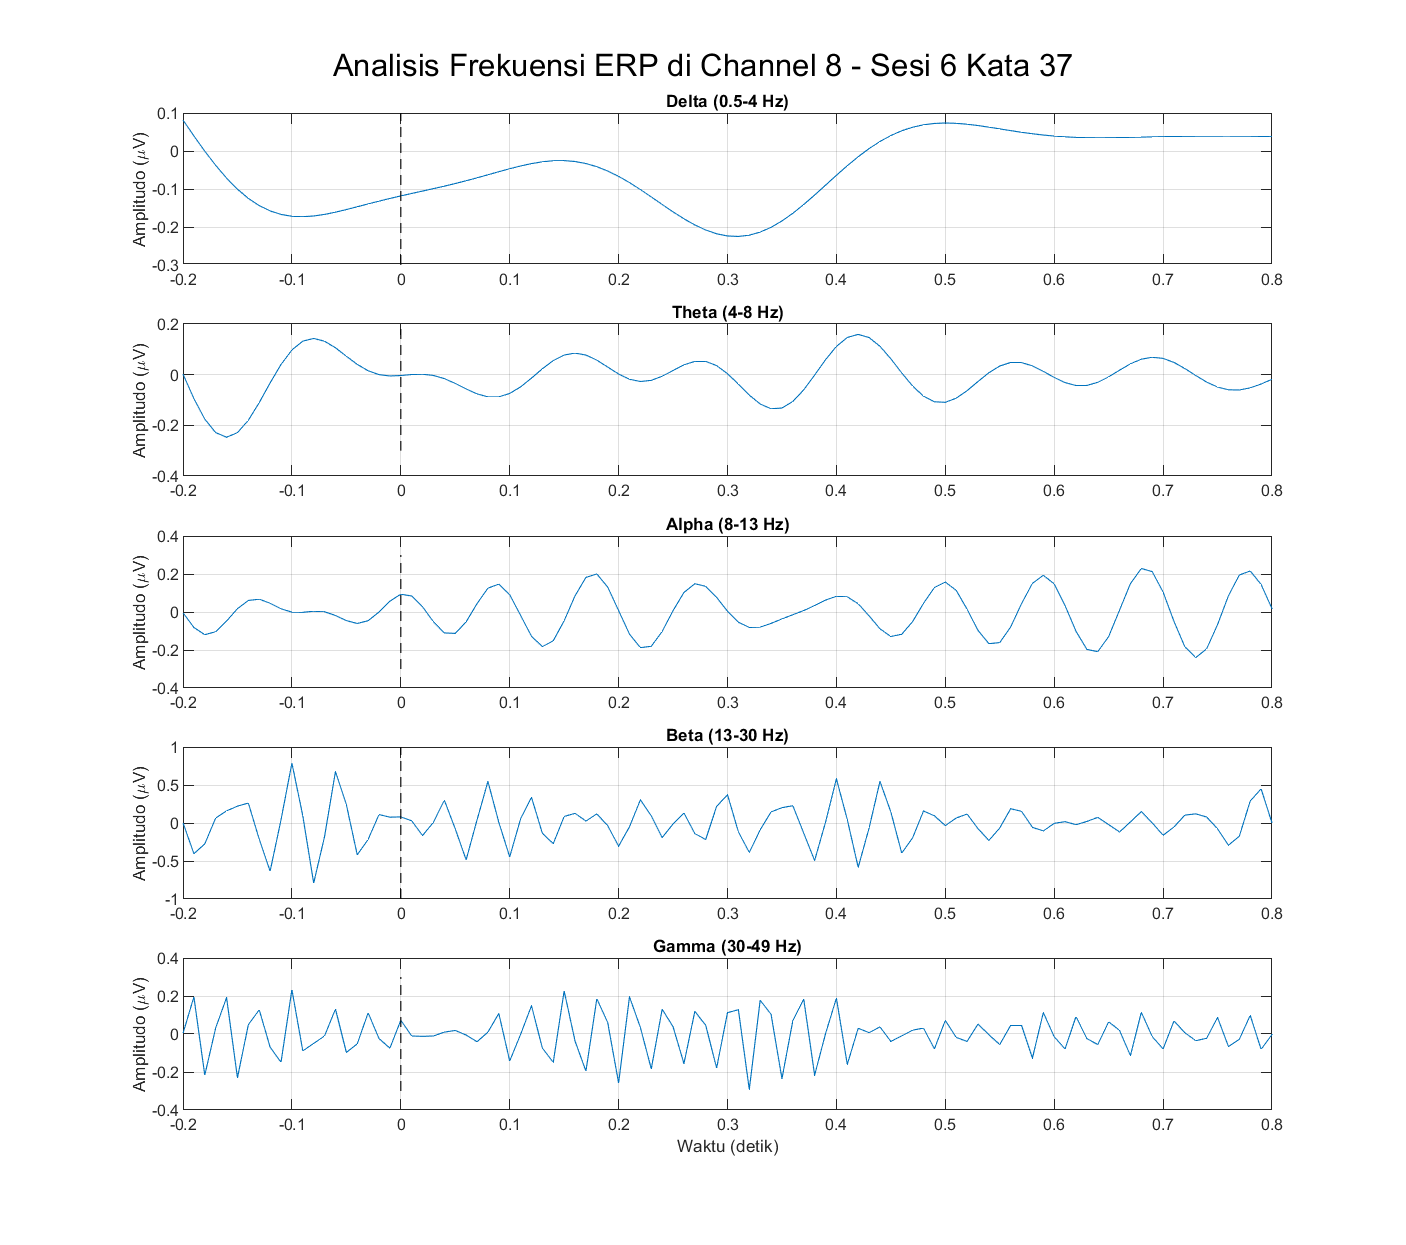 Analisis Frekuensi ERP di Channel 8 - Sesi 6 Kata 37
Delta (0.5-4 Hz)
Amplitudo (μV)
0.1
0
-0.1
-0.2
-0.3
-0.2 -0.1 0 0.1 0.2 0.3 0.4 0.5 0.6 0.7 0.8
Theta (4-8 Hz)
Amplitudo (μV)
0.2
0
-0.2
-0.4
-0.2 -0.1 0 0.1 0.2 0.3 0.4 0.5 0.6 0.7 0.8
Alpha (8-13 Hz)
Amplitudo (μV)
0.4
0.2
0
-0.2
-0.4
-0.2 -0.1 0 0.1 0.2 0.3 0.4 0.5 0.6 0.7 0.8
Beta (13-30 Hz)
Amplitudo (μV)
1
0.5
0
-0.5
-1
-0.2 -0.1 0 0.1 0.2 0.3 0.4 0.5 0.6 0.7 0.8
Gamma (30-49 Hz)
Amplitudo (μV)
0.4
0.2
0
-0.2
-0.4
-0.2 -0.1 0 0.1 0.2 0.3 0.4 0.5 0.6 0.7 0.8
Waktu (detik)